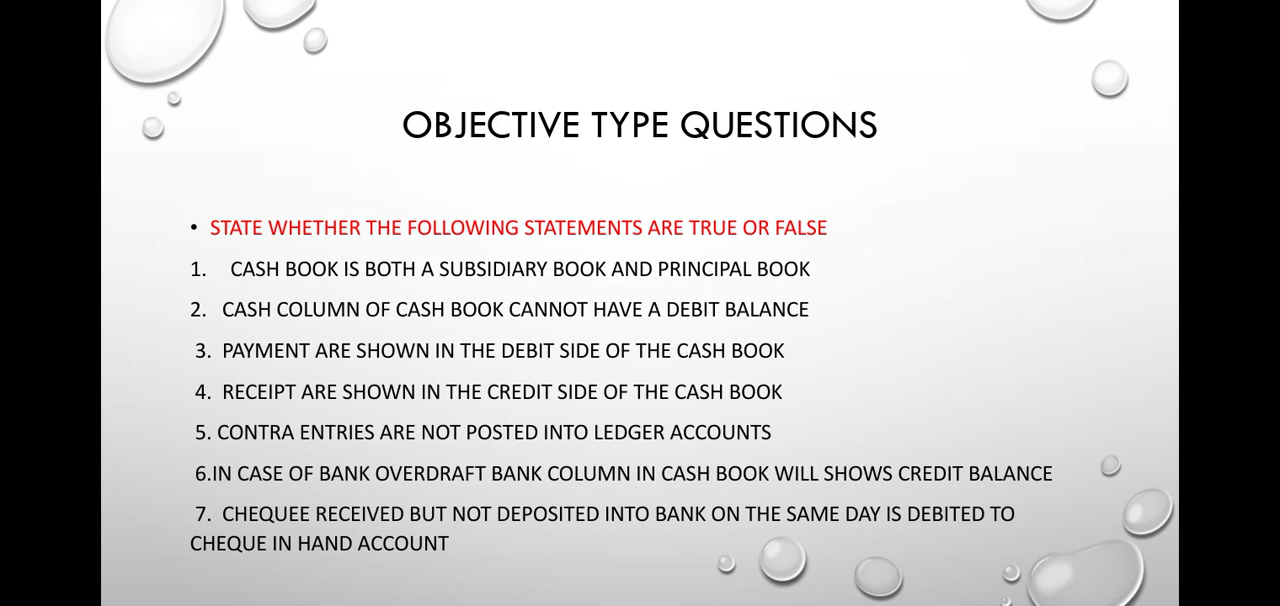 OBJECTIVE TYPE QUESTIONS
• STATE WHETHER THE FOLLOWING STATEMENTS ARE TRUE OR FALSE
1. CASH BOOK IS BOTH A SUBSIDIARY BOOK AND PRINCIPAL BOOK
2. CASH COLUMN OF CASH BOOK CANNOT HAVE A DEBIT BALANCE
3. PAYMENT ARE SHOWN IN THE DEBIT SIDE OF THE CASH BOOK
4. RECEIPT ARE SHOWN IN THE CREDIT SIDE OF THE CASH BOOK
5. CONTRA ENTRIES ARE NOT POSTED INTO LEDGER ACCOUNTS
6.IN CASE OF BANK OVERDRAFT BANK COLUMN IN CASH BOOK WILL SHOWS CREDIT BALANCE
7. CHEQUEE RECEIVED BUT NOT DEPOSITED INTO BANK ON THE SAME DAY IS DEBITED TO
CHEQUE IN HAND ACCOUNT